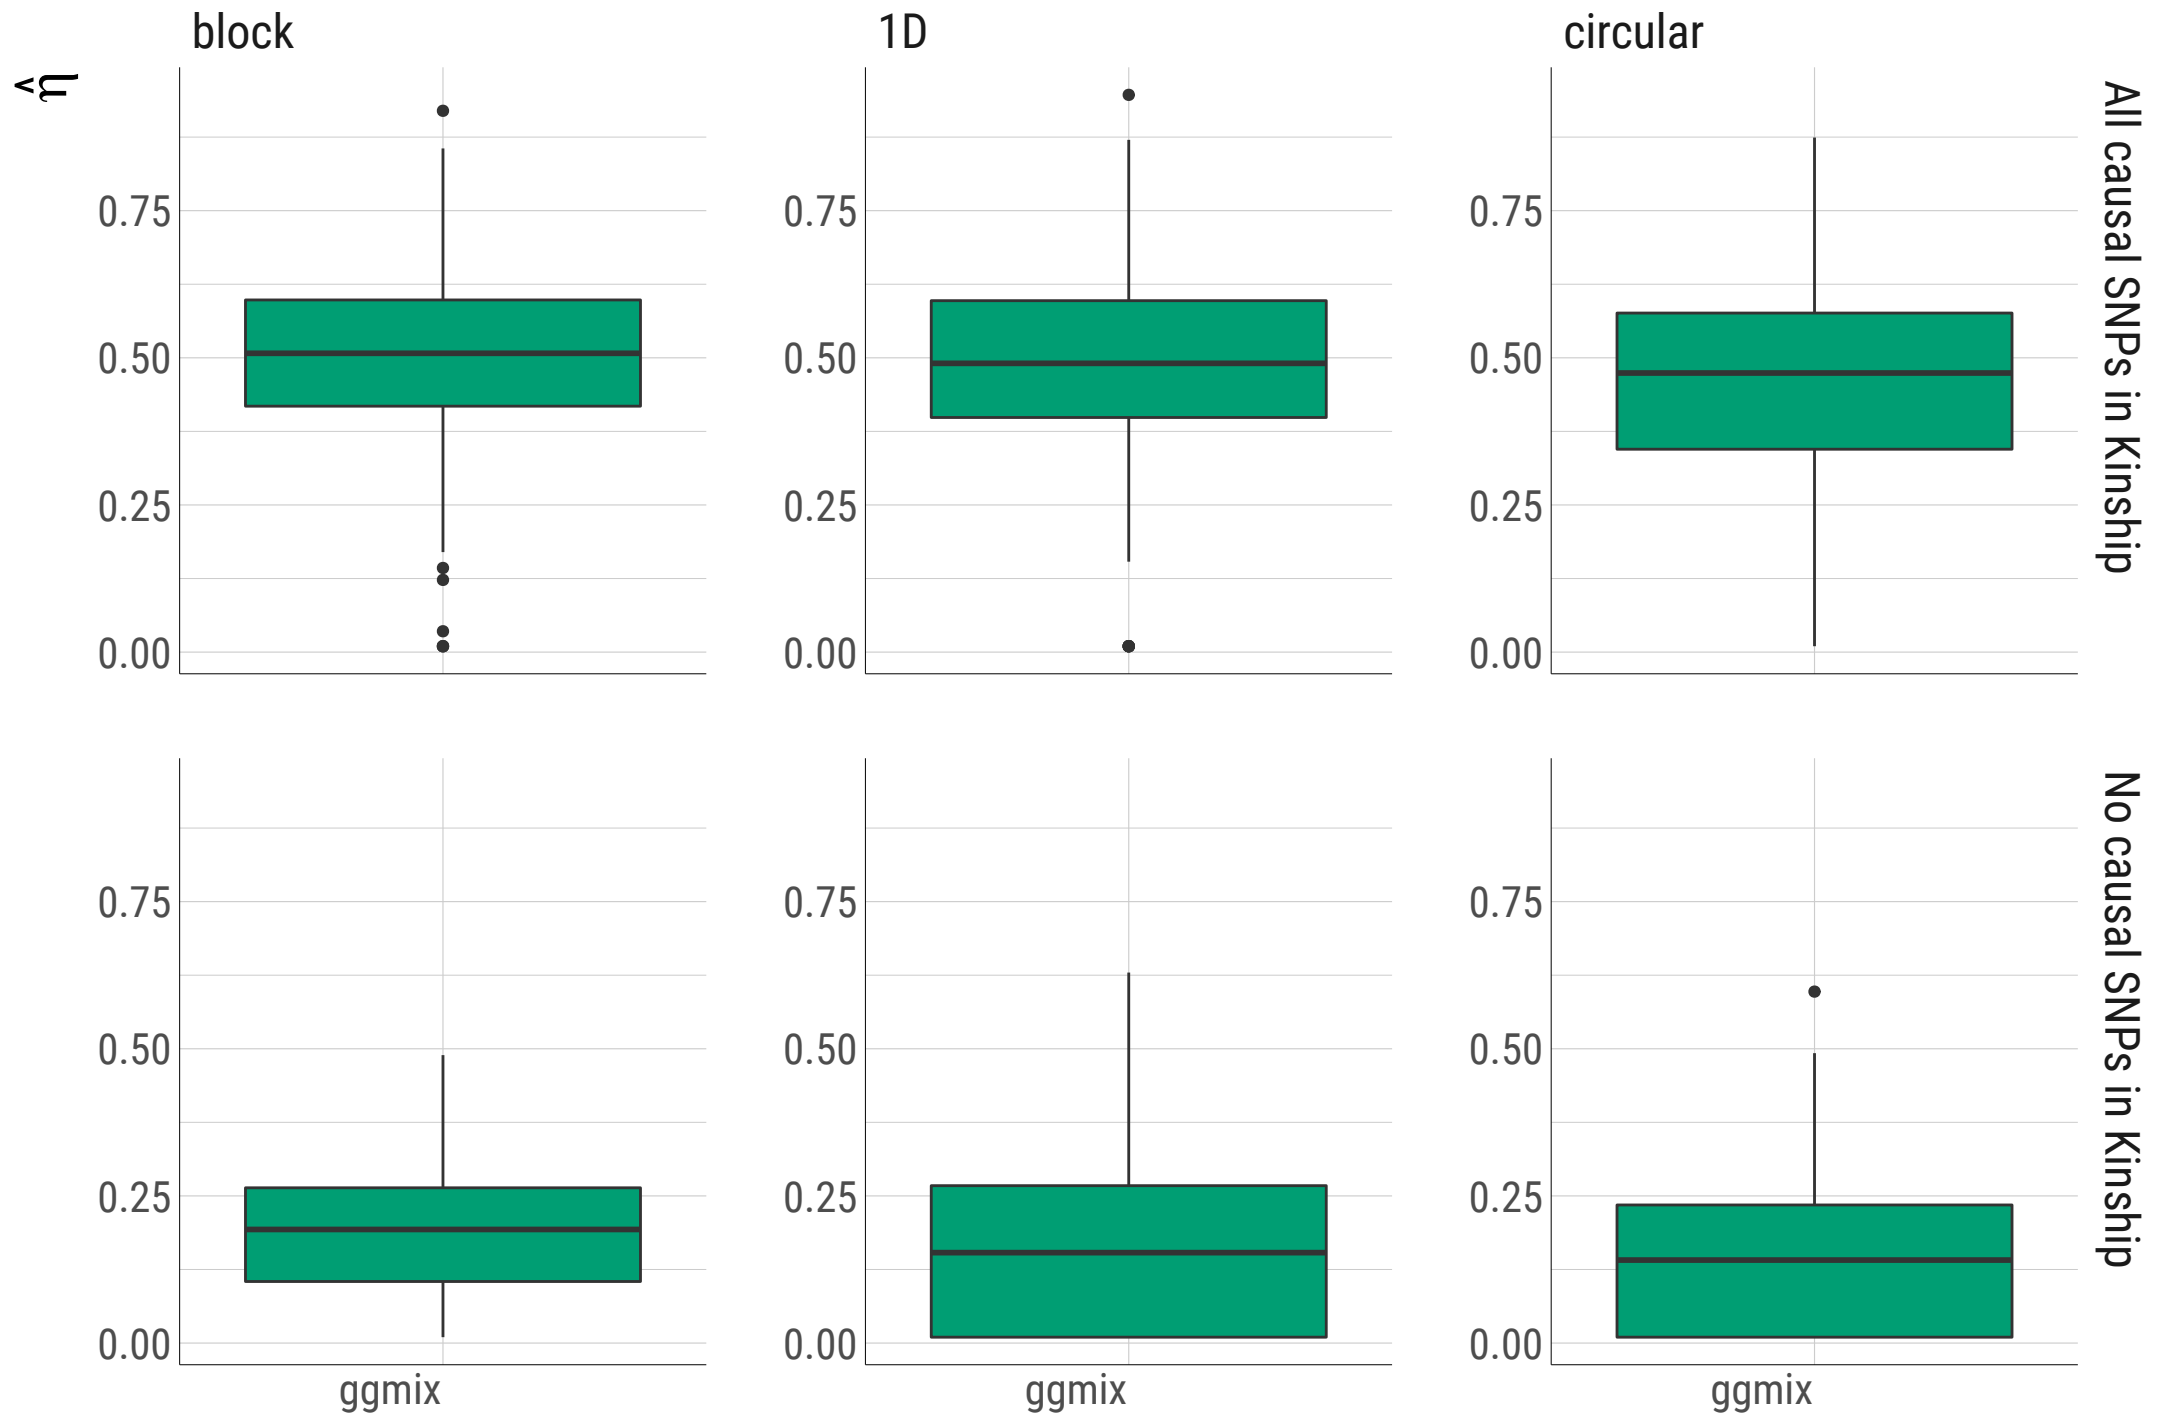 block 1D circular
η̂
0.75 0.75 0.75
0.50 0.50 0.50
0.25 0.25 0.25
0.00 0.00 0.00
All causal SNPs in Kinship
0.75 0.75 0.75
0.50 0.50 0.50
0.25 0.25 0.25
0.00 0.00 0.00
No causal SNPs in Kinship
ggmix ggmix ggmix